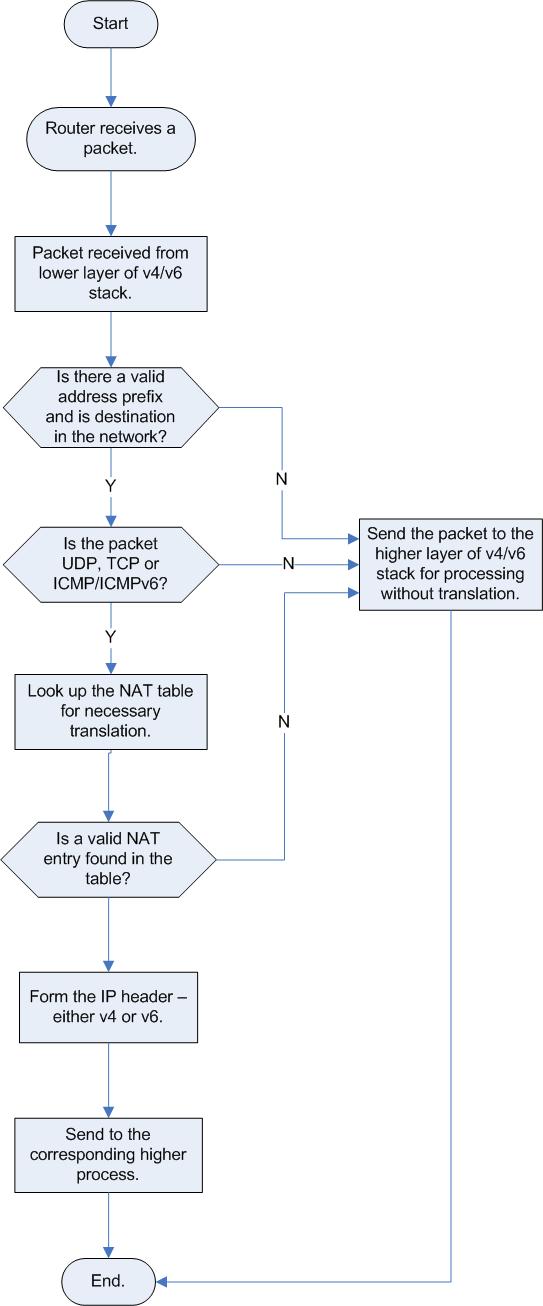 Start
Router receives a
packet.
Packet received from
lower layer of v4/v6
stack.
Is there a valid
address prefix
and is destination
in the network?
N
Y
Is the packet
UDP, TCP or
ICMP/ICMPv6?
N
Send the packet to the
higher layer of v4/v6
stack for processing
without translation.
Y
Look up the NAT table
for necessary
translation.
N
Is a valid NAT
entry found in the
table?
Form the IP header –
either v4 or v6.
Send to the
corresponding higher
process.
End.